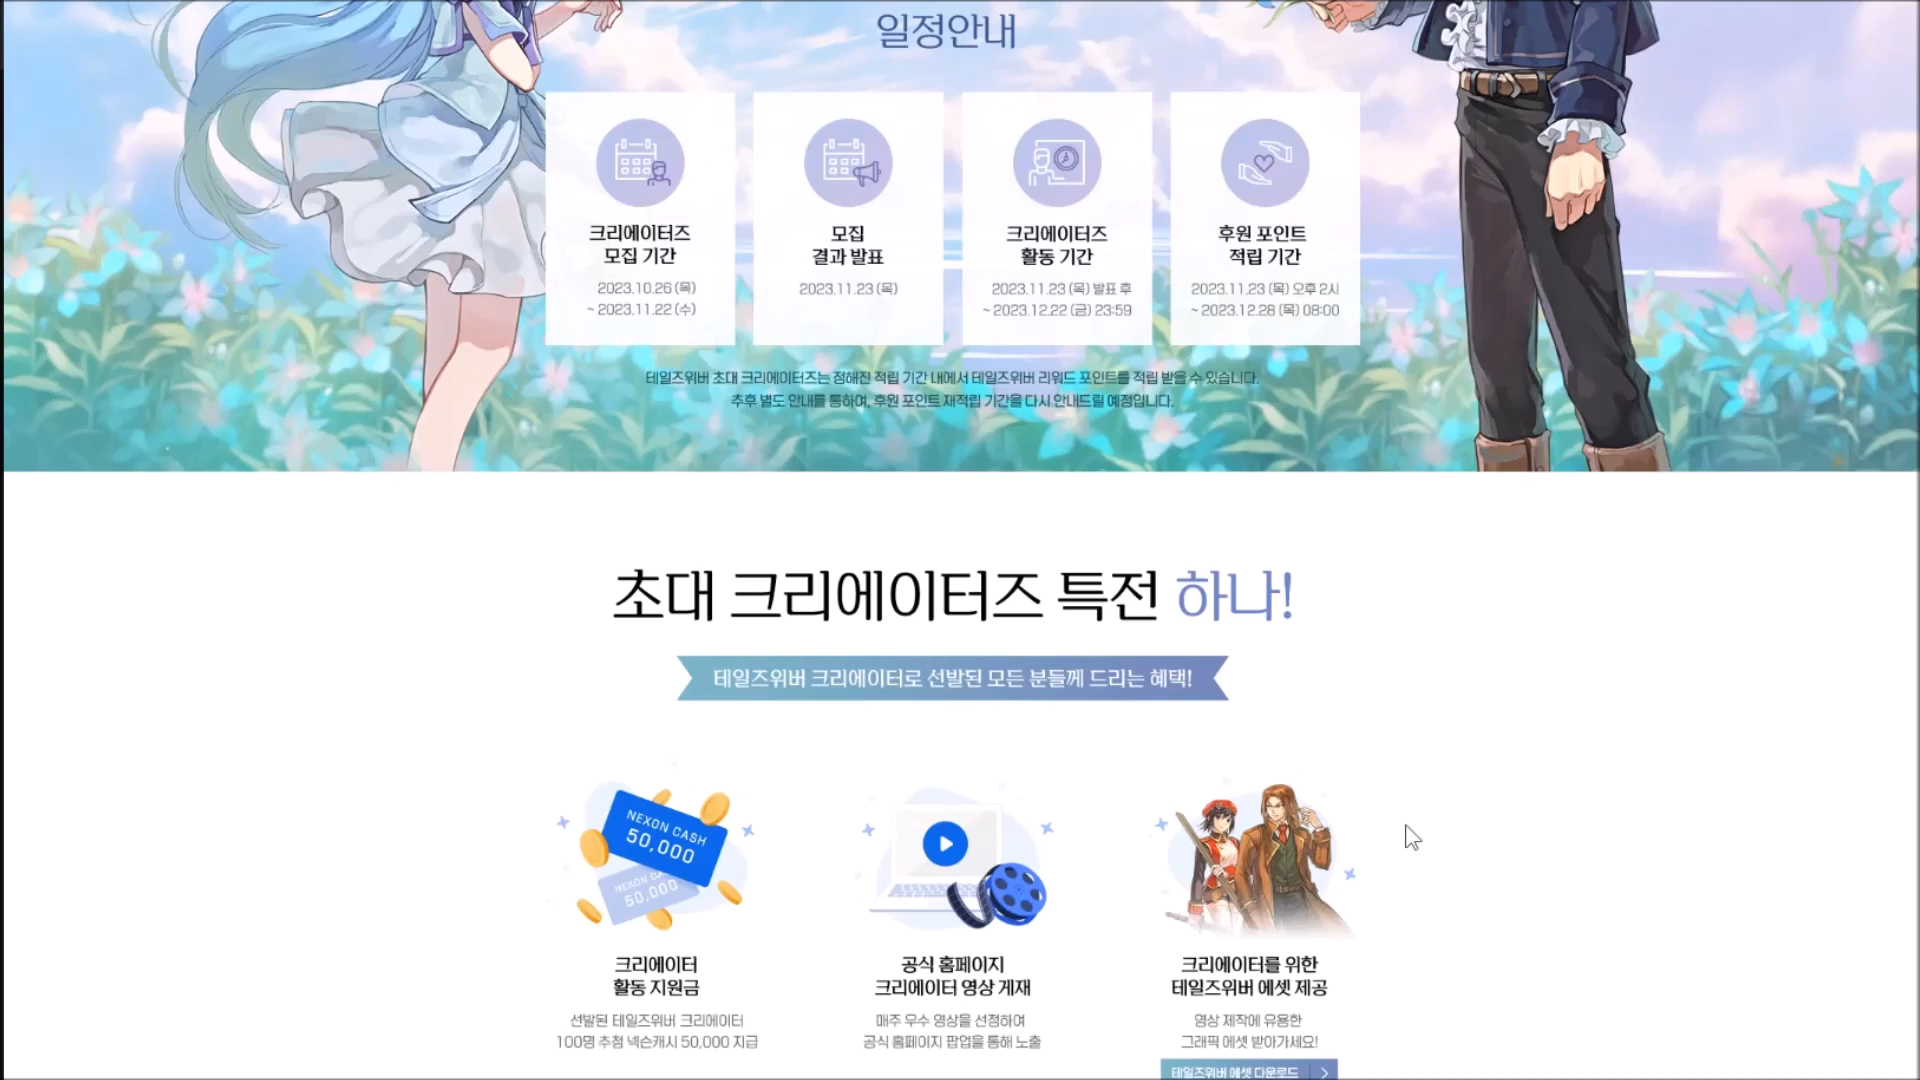 일정안내
크리에이터즈
모집 기간
2023.10.26 (목)
~ 2023.11.22 (수)
모집
결과 발표
2023.11.23 (목)
크리에이터즈
활동 기간
2023.11.23 (목) 발표 후
~ 2023.12.22 (금) 23:59
후원 포인트
적립 기간
2023.11.23 (목) 오후 2시
~ 2023.12.28 (목) 08:00
테일즈위버 초대 크리에이터즈는 정해진 적립 기간 내에서 테일즈위버 리워드 포인트를 적립 받을 수 있습니다.
추후 별도 안내를 통하여, 후원 포인트 재적립 기간을 다시 안내드릴 예정입니다.
초대 크리에이터즈 특전 하나!
테일즈위버 크리에이터로 선발된 모든 분들께 드리는 혜택!
NEXON CASH
50,000
NEXON CA
50,000
크리에이터
활동 지원금
선발된 테일즈위버 크리에이터
100명 추첨 넥슨캐시 50,000 지급
공식 홈페이지
크리에이터 영상 게재
매주 우수 영상을 선정하여
공식 홈페이지 팝업을 통해 노출
크리에이터를 위한
테일즈위버 에셋 제공
영상 제작에 유용한
그래픽 에셋 받아가세요!
테일즈위버 에셋 다운로드